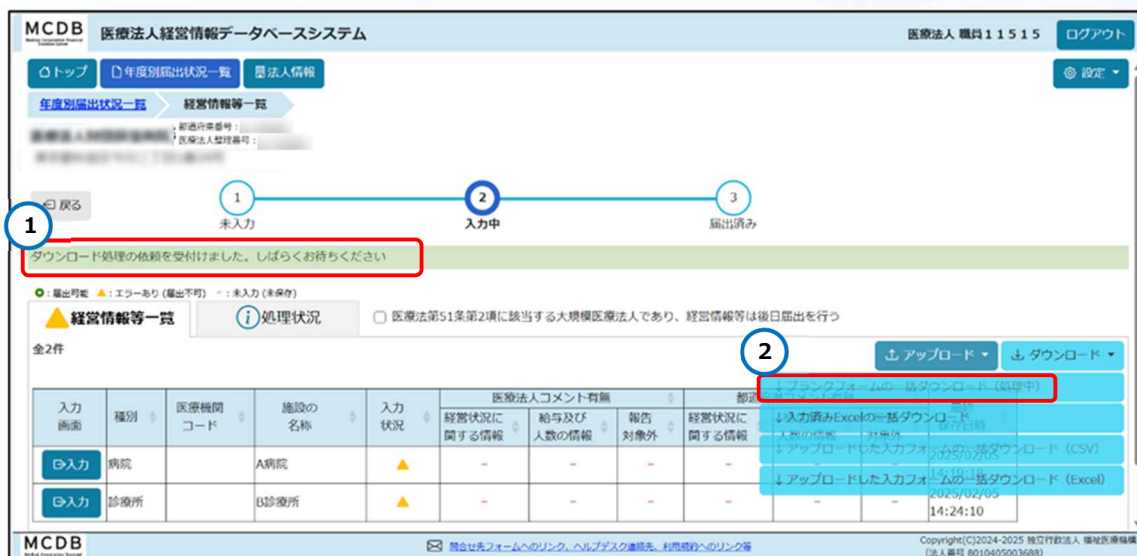 MCDB 医療法人経営情報データベースシステム 医療法人 職員11515 ログアウト
トップ 年度別届出状況一覧 法人情報 設定
年度別届出状況一覧 経営情報等一覧
都道府県番号:
医療法人整理番号:
戻る
1 2 3
未入力 入力中 届出済み
1
ダウンロード処理の依頼を受付けました。しばらくお待ちください
:届出可能 :エラーあり(届出不可) -:未入力(未保存)
経営情報等一覧 処理状況 医療法第51条第2項に該当する大規模医療法人であり、経営情報等は後日届出を行う
全2件
2
アップロード ダウンロード
↓ブランクフォームの一括ダウンロード(処理中)
↓入力済みExcelの一括ダウンロード
↓アップロードした入力フォームの一括ダウンロード(CSV)
↓アップロードした入力フォームの一括ダウンロード(Excel)
入力画面 種別 医療機関コード 施設の名称 入力状況 医療法人コメント有無
経営状況に関する情報 給与及び人数の情報 報告対象外 経営状況に関する情報
入力 病院 A病院 - - - -
2025/02/05
入力 診療所 B診療所 - - - -
2025/02/05
14:24:10
MCDB 問合せ先フォームへのリンク、ヘルプデスク連絡先、利用規約へのリンク等 Copyright(C)2024-2025 独立行政法人 福祉医療機構
(法人番号 8010405003688)